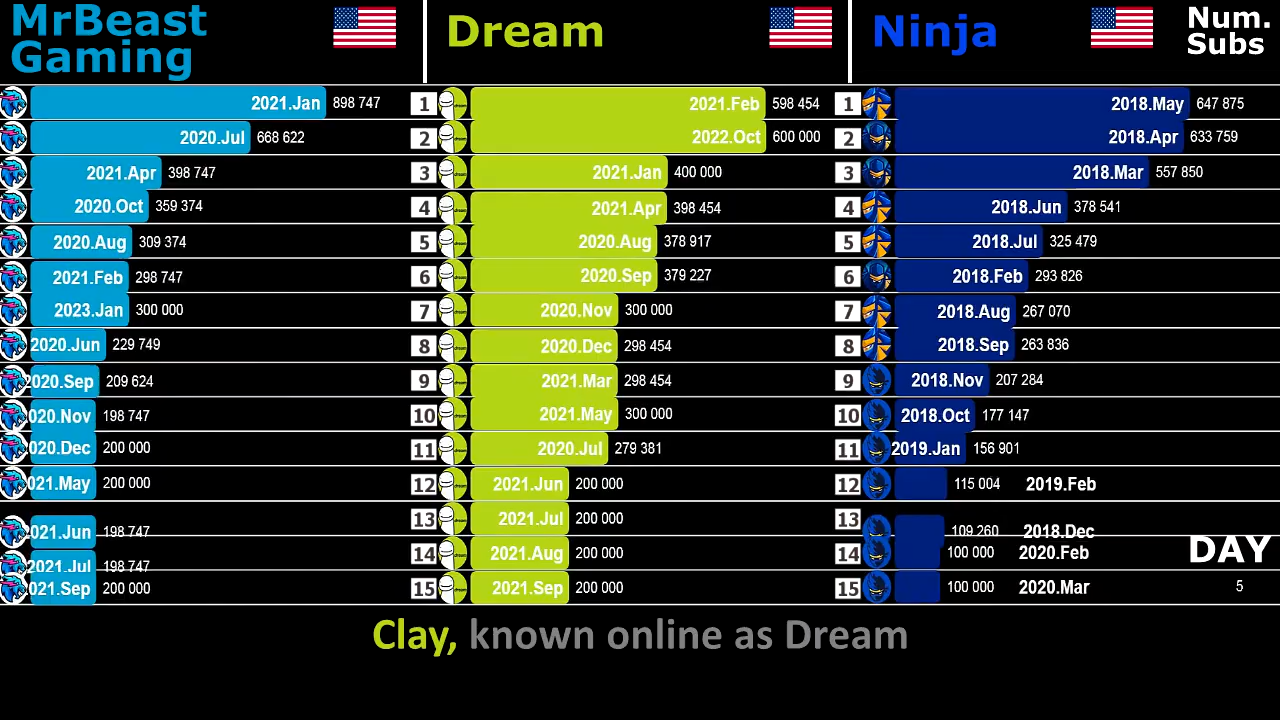 MrBeast Gaming Dream Ninja Num. Subs
2021.Jan 898 747 1 2021.Feb 598 454 1 2018.May 647 875
2020.Jul 668 622 2 2022.Oct 600 000 2 2018.Apr 633 759
2021.Apr 398 747 3 2021.Jan 400 000 3 2018.Mar 557 850
2020.Oct 359 374 4 2021.Apr 398 454 4 2018.Jun 378 541
2020.Aug 309 374 5 2020.Aug 378 917 5 2018.Jul 325 479
2021.Feb 298 747 6 2020.Sep 379 227 6 2018.Feb 293 826
2023.Jan 300 000 7 2020.Nov 300 000 7 2018.Aug 267 070
2020.Jun 229 749 8 2020.Dec 298 454 8 2018.Sep 263 836
2020.Sep 209 624 9 2021.Mar 298 454 9 2018.Nov 207 284
020.Nov 198 747 10 2021.May 300 000 10 2018.Oct 177 147
020.Dec 200 000 11 2020.Jul 279 381 11 2019.Jan 156 901
021.May 200 000 12 2021.Jun 200 000 12 115 004 2019.Feb
021.Jun 198 747 13 2021.Jul 200 000 13 109 260 2018.Dec
2021.Jul 198 747 14 2021.Aug 200 000 14 100 000 2020.Feb DAY
021.Sep 200 000 15 2021.Sep 200 000 15 100 000 2020.Mar 5
Clay, known online as Dream